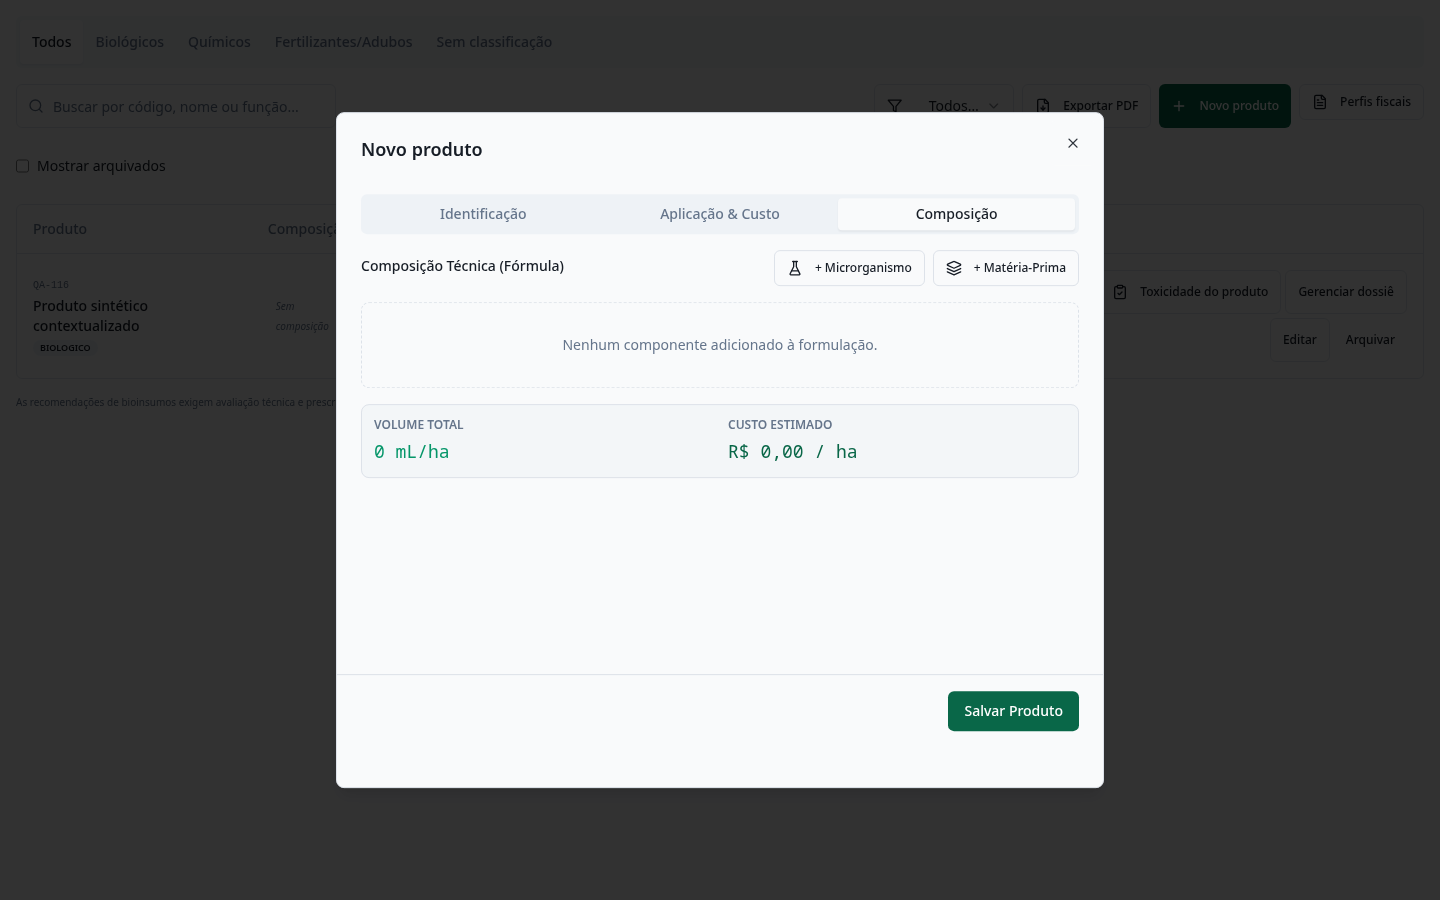 Todos
Biológicos
Químicos
Fertilizantes/Adubos
Sem classificação
Buscar por código, nome ou função...
Todos...
Exportar PDF
Novo produto
Perfis fiscais
Mostrar arquivados
Produto
Composiçã
QA-116
Produto sintético
contextualizado
BIOLÓGICO
Sem
composição
Toxicidade do produto
Gerenciar dossiê
Editar
Arquivar
As recomendações de bioinsumos exigem avaliação técnica e prescr
Novo produto
Identificação
Aplicação & Custo
Composição
Composição Técnica (Fórmula)
+ Microrganismo
+ Matéria-Prima
Nenhum componente adicionado à formulação.
VOLUME TOTAL
CUSTO ESTIMADO
0 mL/ha
R$ 0,00 / ha
Salvar Produto